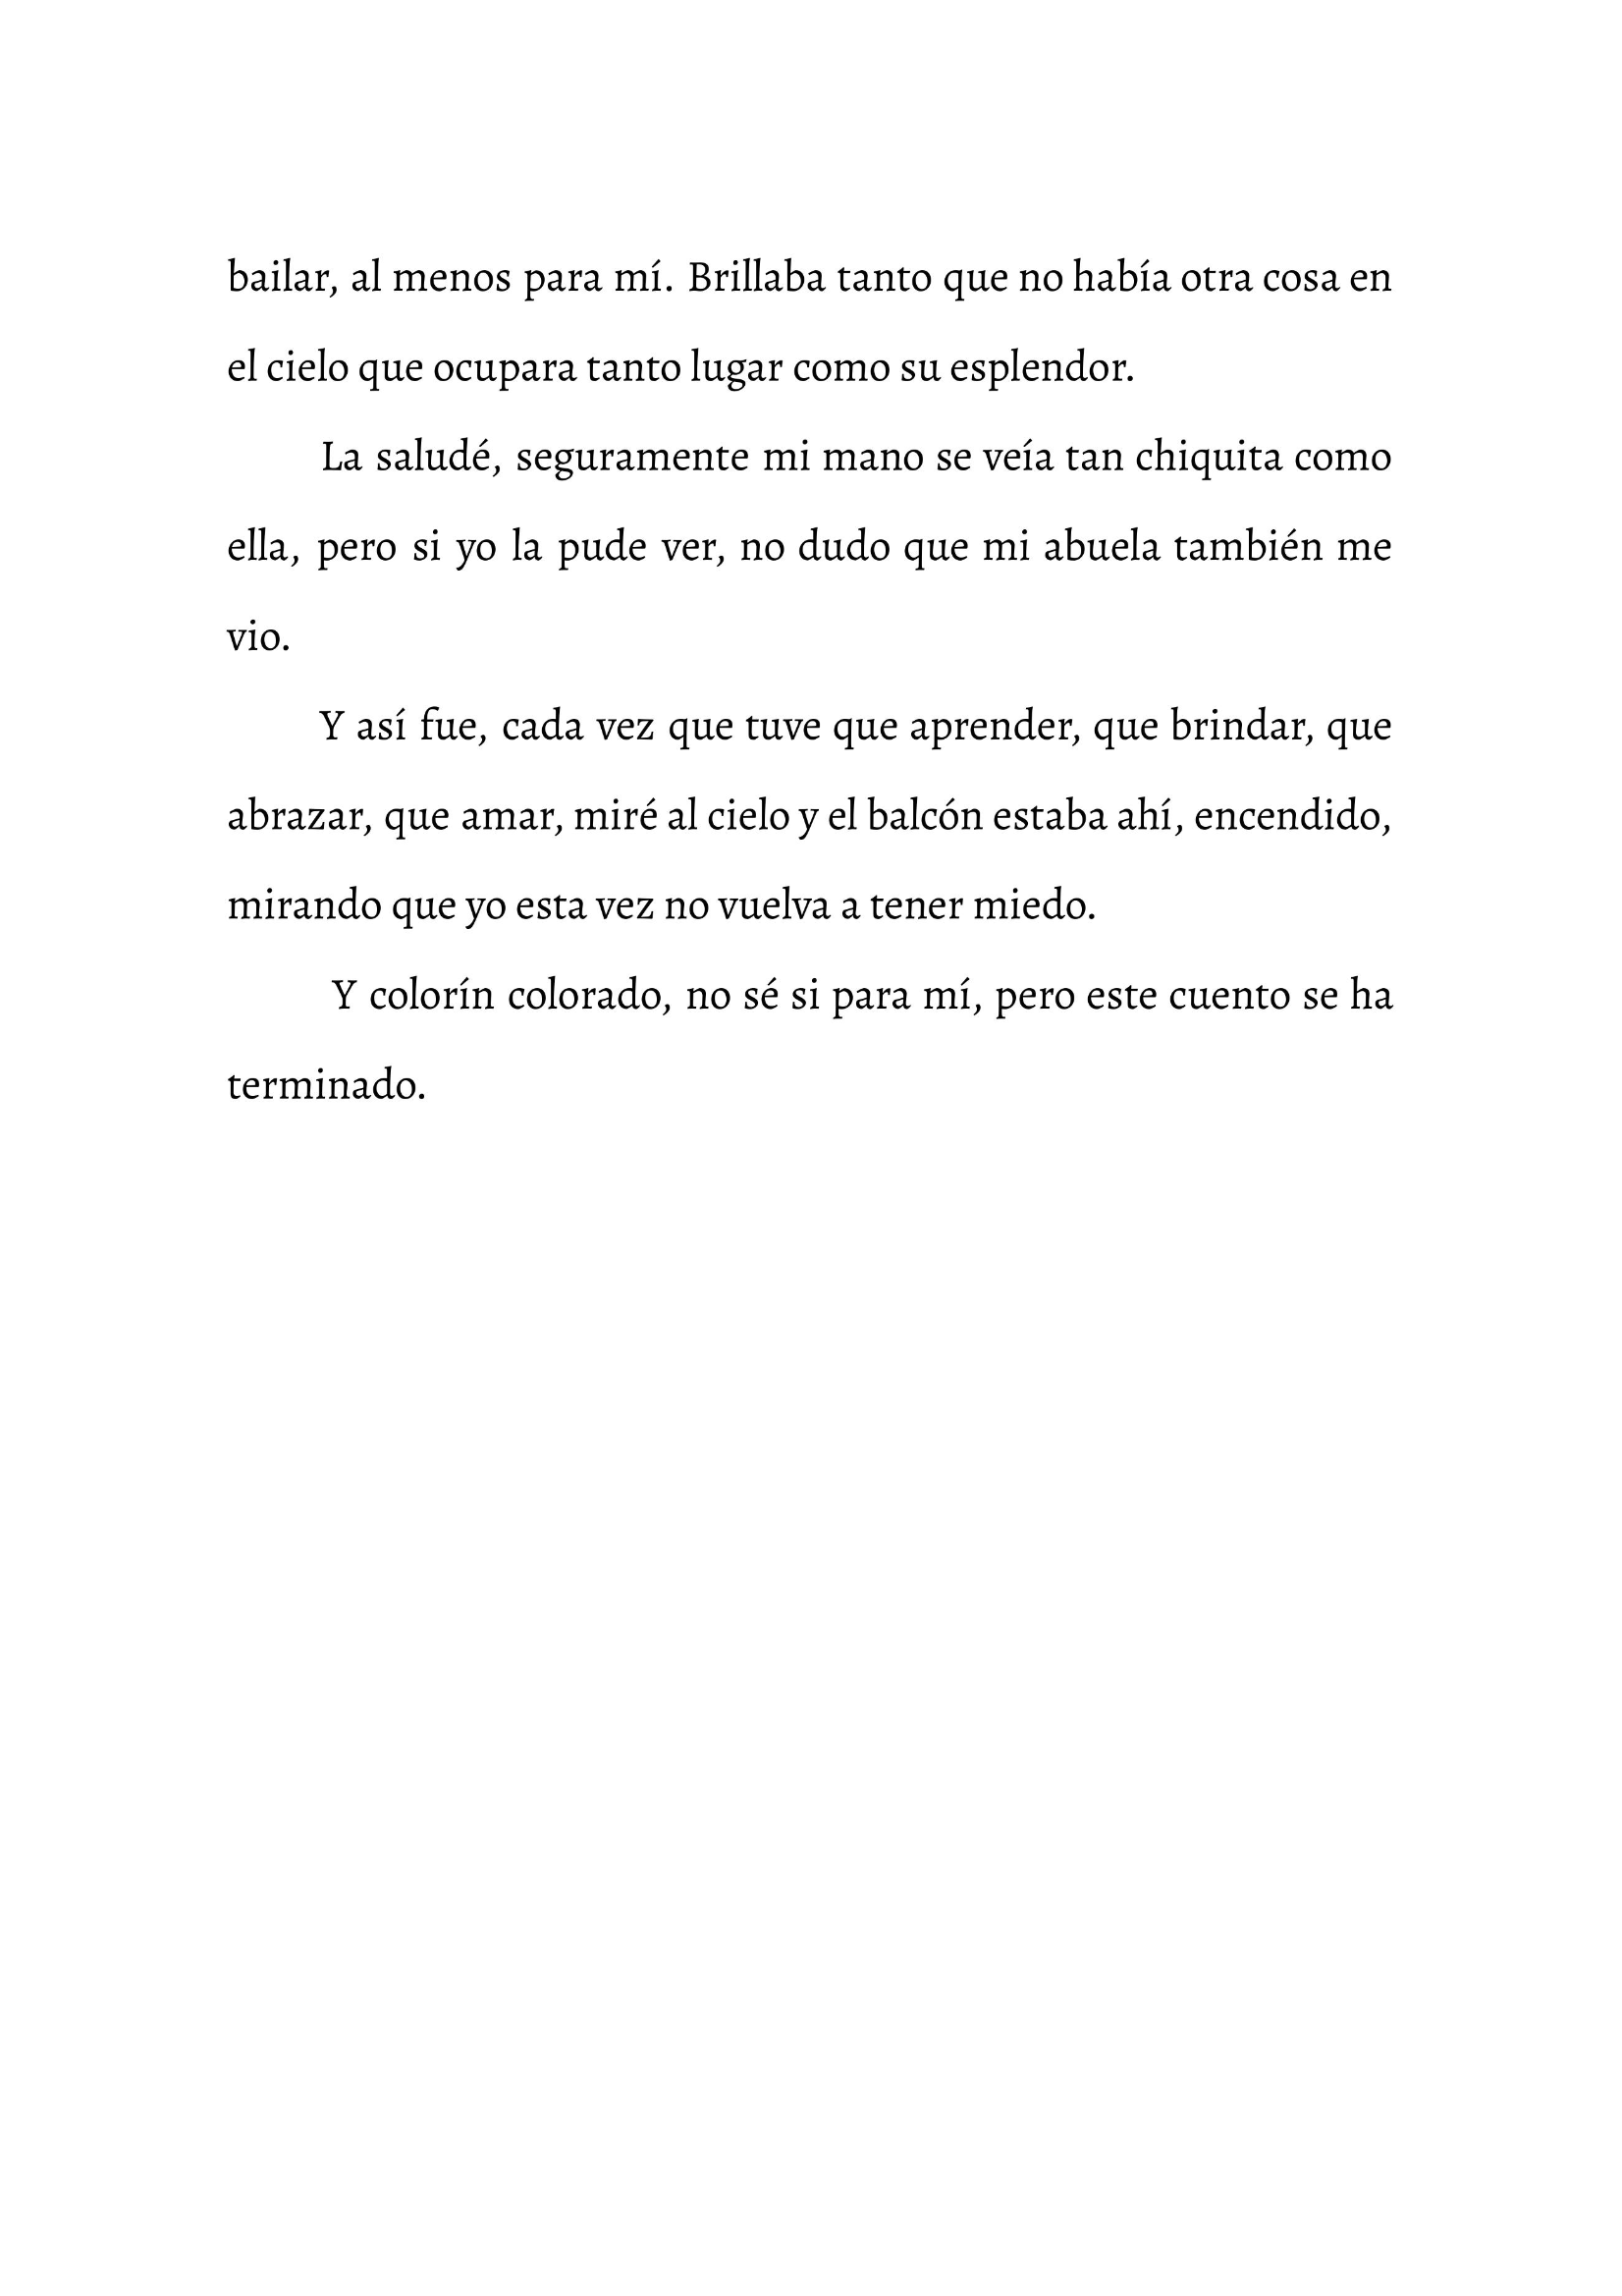 bailar, al menos para mí. Brillaba tanto que no había otra cosa en
el cielo que ocupara tanto lugar como su esplendor.
La saludé, seguramente mi mano se veía tan chiquita como
ella, pero si yo la pude ver, no dudo que mi abuela también me
vio.
Y así fue, cada vez que tuve que aprender, que brindar, que
abrazar, que amar, miré al cielo y el balcón estaba ahí, encendido,
mirando que yo esta vez no vuelva a tener miedo.
Y colorín colorado, no sé si para mí, pero este cuento se ha
terminado.